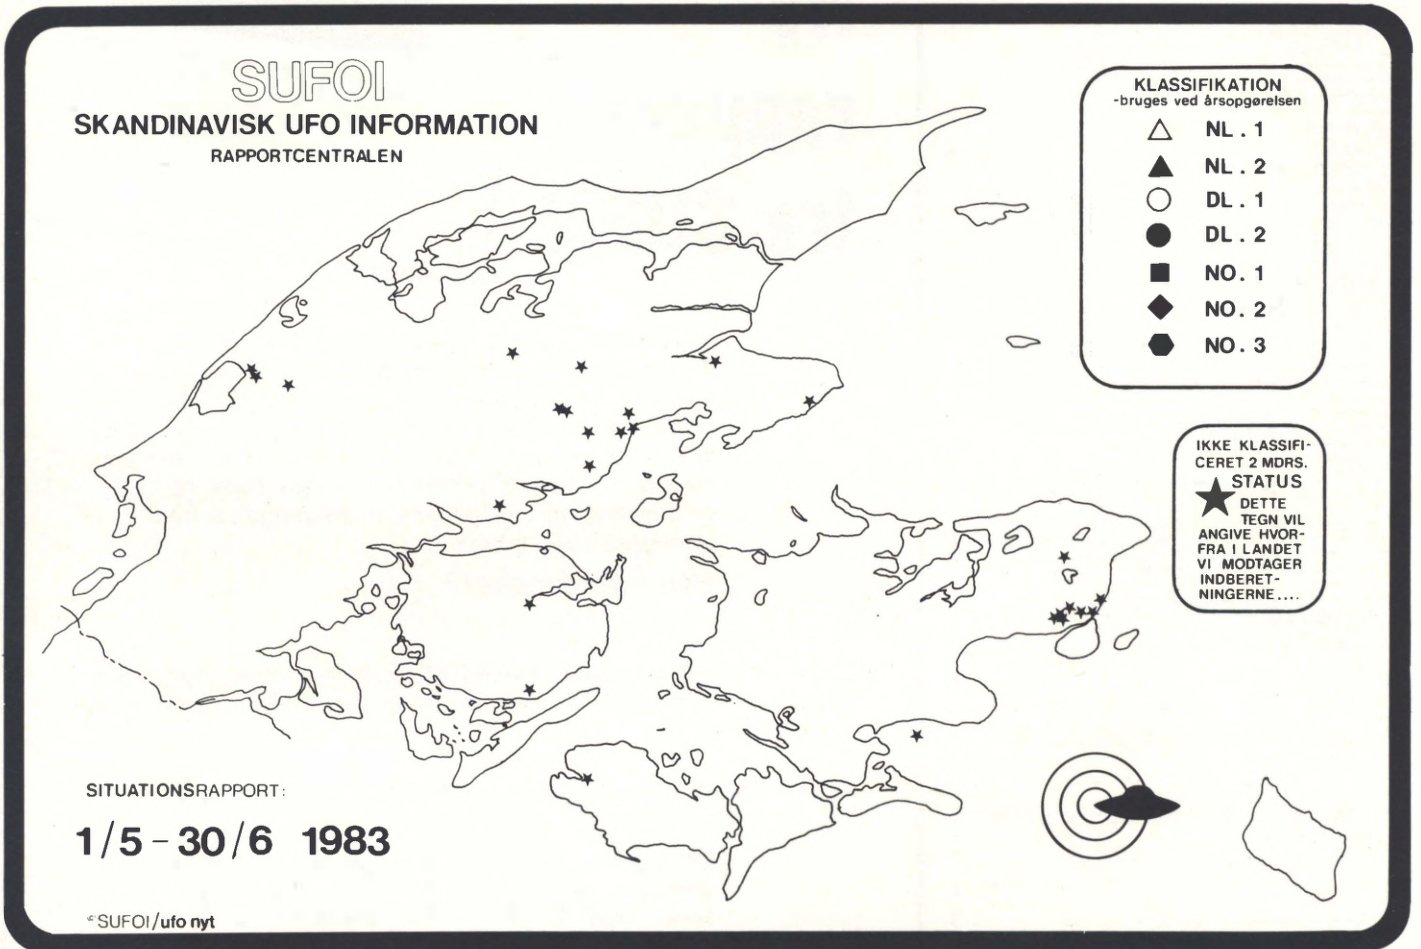 SUFOI
SKANDINAVISK UFO INFORMATION
RAPPORTCENTRALEN
KLASSIFIKATION
-bruges ved årsopgørelsen
NL. 1
NL. 2
DL. 1
DL. 2
NO. 1
NO. 2
NO. 3
IKKE KLASSIFI-
CERET 2 MDRS.
STATUS
DETTE
TEGN VIL
ANGIVE HVOR-
FRA I LANDET
VI MODTAGER
INDBERET-
NINGERNE....
SITUATIONSRAPPORT:
1/5-30/6 1983
© SUFOI/ufo nyt